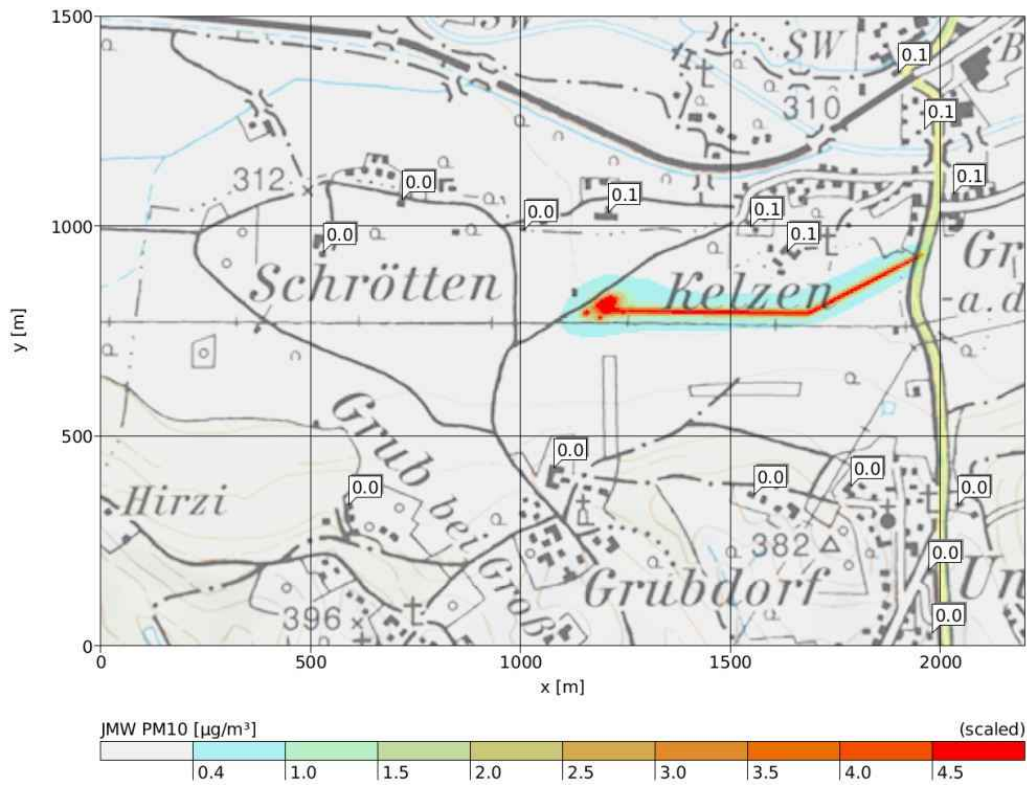 1500
1000
500
0
y [m]
0
500
1000
1500
2000
x [m]
SW
B
0.1
310
0.1
312
0.0
0.1
0.1
0.0
0.1
0.0
0.1
Gr
Schrötten
Kelzen
-a.d
Grub
bei
Groß
Hirzi
0.0
0.0
0.0
0.0
0.0
382
0.0
Grubdorf
Un
396
0.0
JMW PM10 [µg/m³]
(scaled)
0.4
1.0
1.5
2.0
2.5
3.0
3.5
4.0
4.5